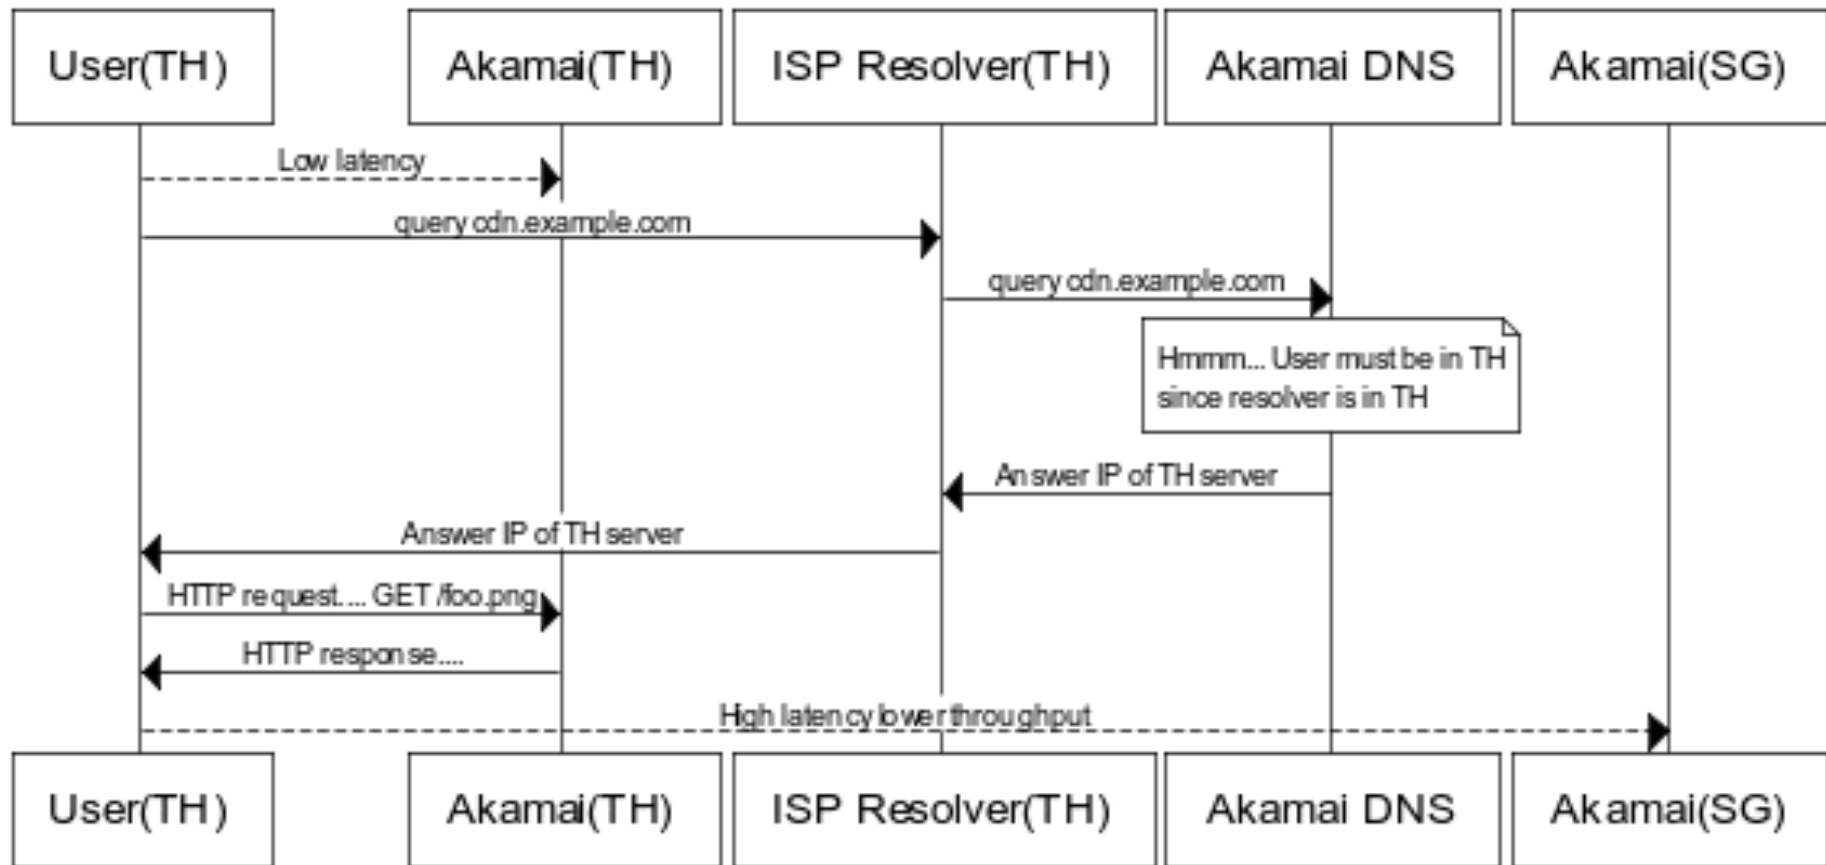 User(TH)
Akamai(TH)
ISP Resolver(TH)
Akamai DNS
Akamai(SG)
Low latency
query cdn.example.com
query cdn.example.com
Hmmm... User must be in TH
since resolver is in TH
Answer IP of TH server
Answer IP of TH server
HTTP request.... GET /foo.png
HTTP response....
High latency lower throughput
User(TH)
Akamai(TH)
ISP Resolver(TH)
Akamai DNS
Akamai(SG)